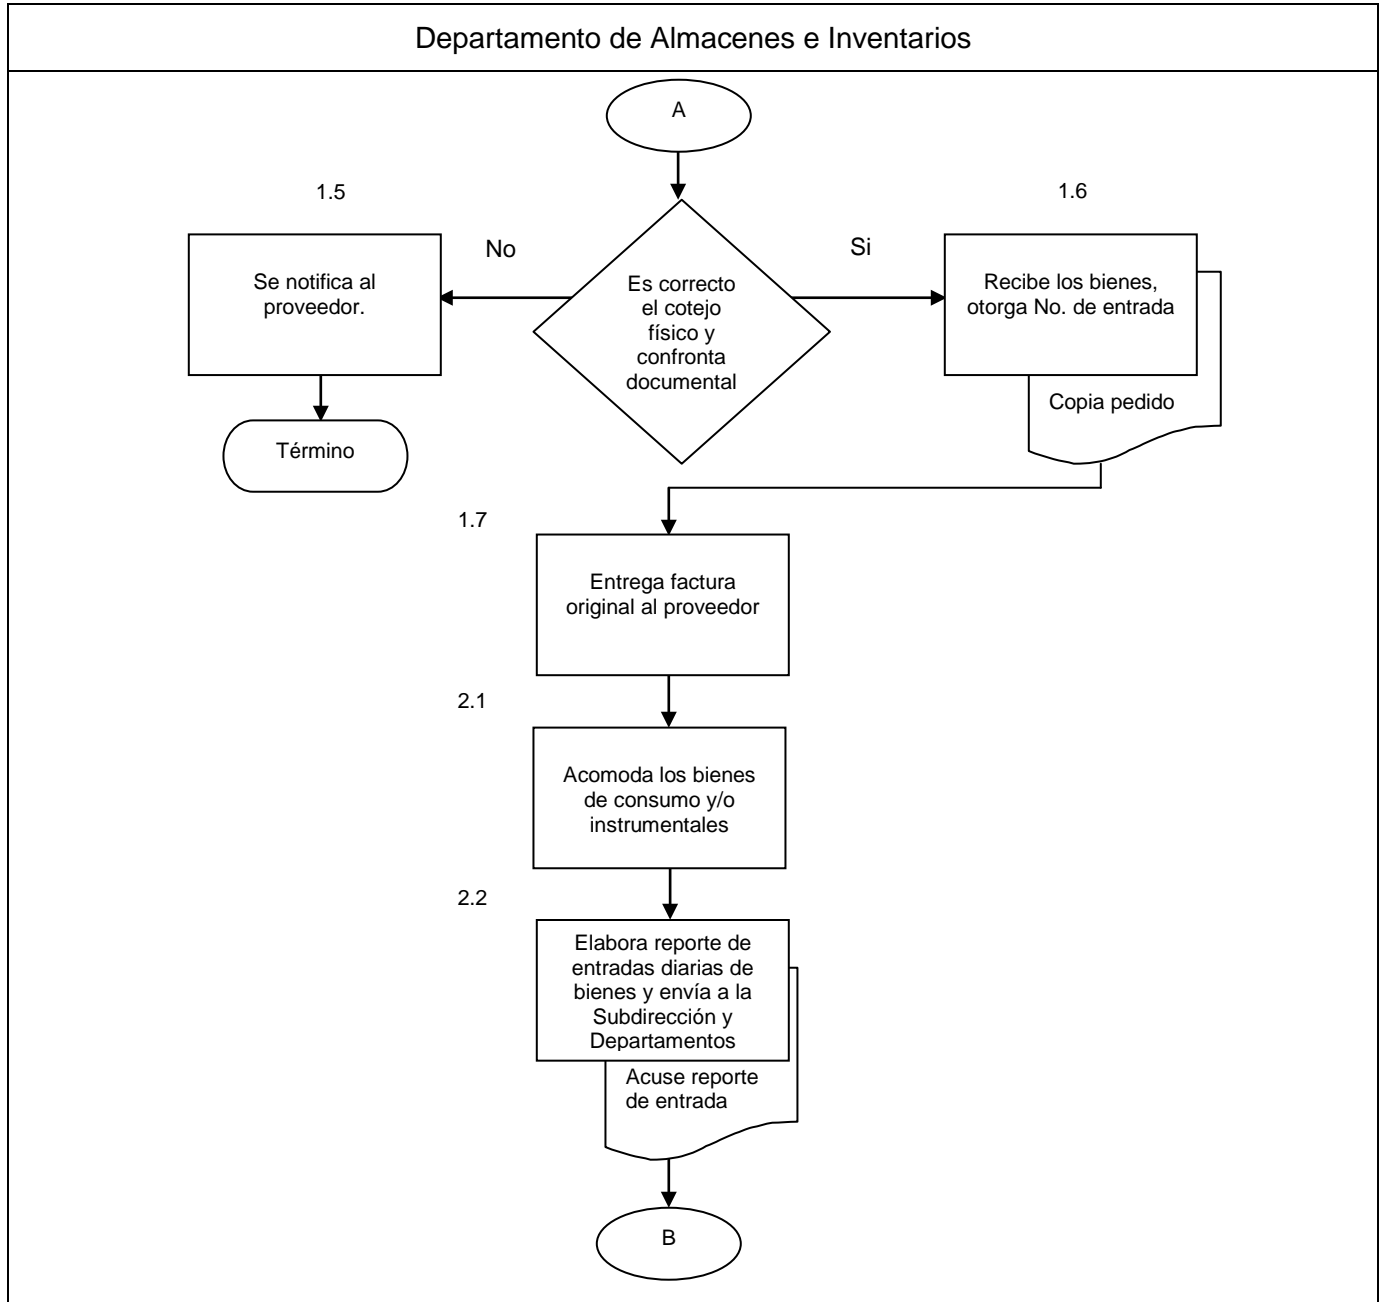 Departamento de Almacenes e Inventarios
A
1.5
1.6
No
Si
Se notifica al
proveedor.
Es correcto
el cotejo
físico y
confronta
documental
Recibe los bienes,
otorga No. de entrada
Copia pedido
Término
1.7
Entrega factura
original al proveedor
2.1
Acomoda los bienes
de consumo y/o
instrumentales
2.2
Elabora reporte de
entradas diarias de
bienes y envía a la
Subdirección y
Departamentos
Acuse reporte
de entrada
B